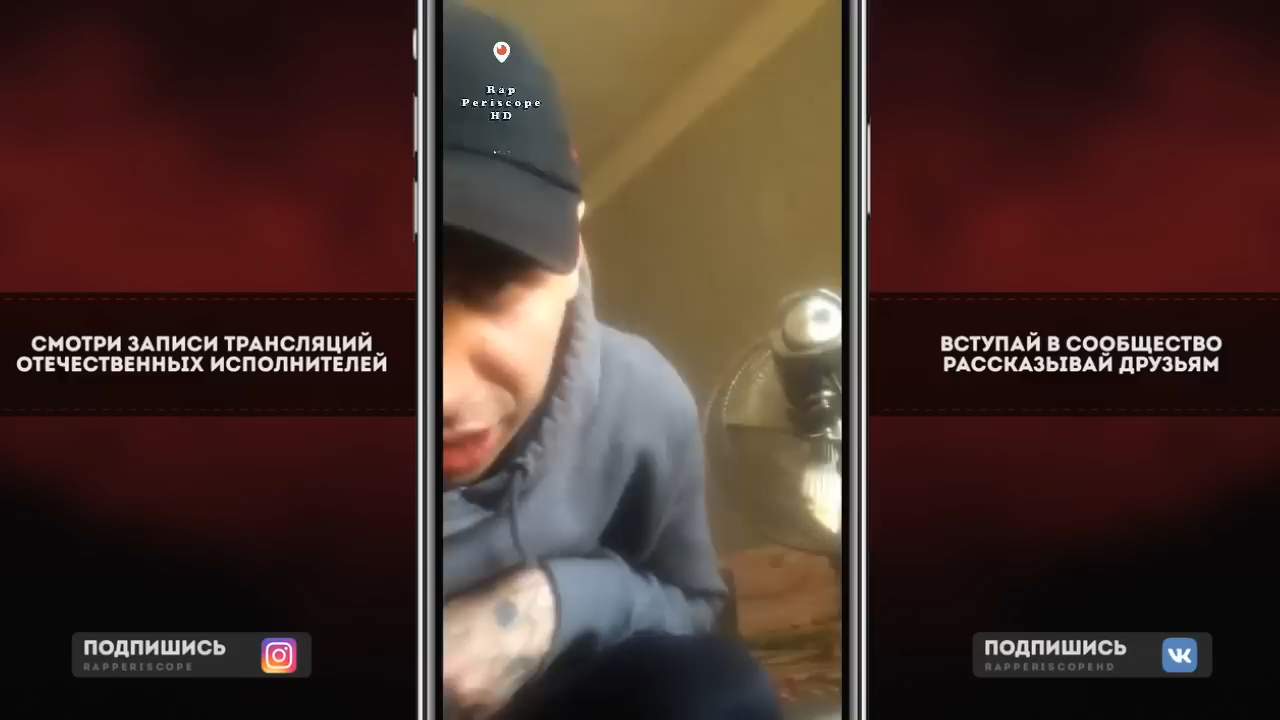 Rap
Periscope
HD
СМОТРИ ЗАПИСИ ТРАНСЛЯЦИЙ
ОТЕЧЕСТВЕННЫХ ИСПОЛНИТЕЛЕЙ
ВСТУПАЙ В СООБЩЕСТВО
РАССКАЗЫВАЙ ДРУЗЬЯМ
ПОДПИШИСЬ
RAPPERISCOPE
ПОДПИШИСЬ
RAPPERISCOPEHD